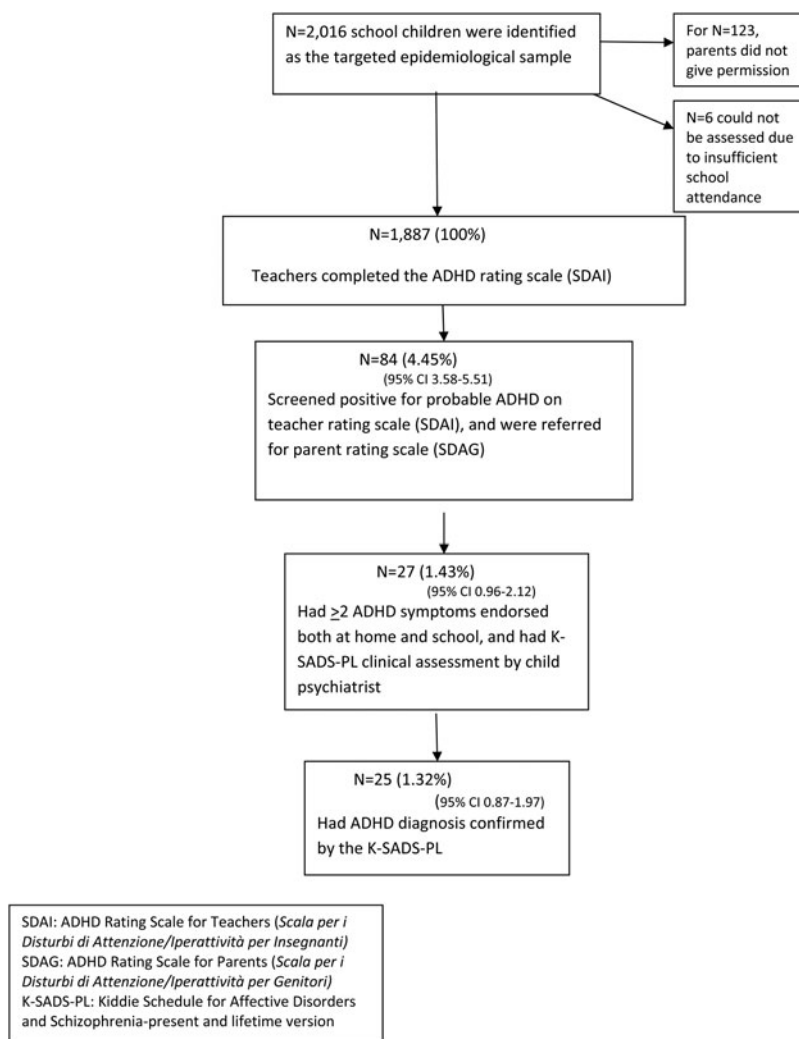 N=2,016 school children were identified
as the targeted epidemiological sample
For N=123,
parents did not
give permission
N=6 could not
be assessed due
to insufficient
school
attendance
N=1,887 (100%)
Teachers completed the ADHD rating scale (SDAI)
N=84 (4.45%)
(95% CI 3.58-5.51)
Screened positive for probable ADHD on
teacher rating scale (SDAI), and were referred
for parent rating scale (SDAG)
N=27 (1.43%)
(95% CI 0.96-2.12)
Had >2 ADHD symptoms endorsed
both at home and school, and had K-
SADS-PL clinical assessment by child
psychiatrist
N=25 (1.32%)
(95% CI 0.87-1.97)
Had ADHD diagnosis confirmed
by the K-SADS-PL
SDAI: ADHD Rating Scale for Teachers (Scala per i
Disturbi di Attenzione/Iperattività per Insegnanti)
SDAG: ADHD Rating Scale for Parents (Scala per i
Disturbi di Attenzione/Iperattività per Genitori)
K-SADS-PL: Kiddie Schedule for Affective Disorders
and Schizophrenia-present and lifetime version